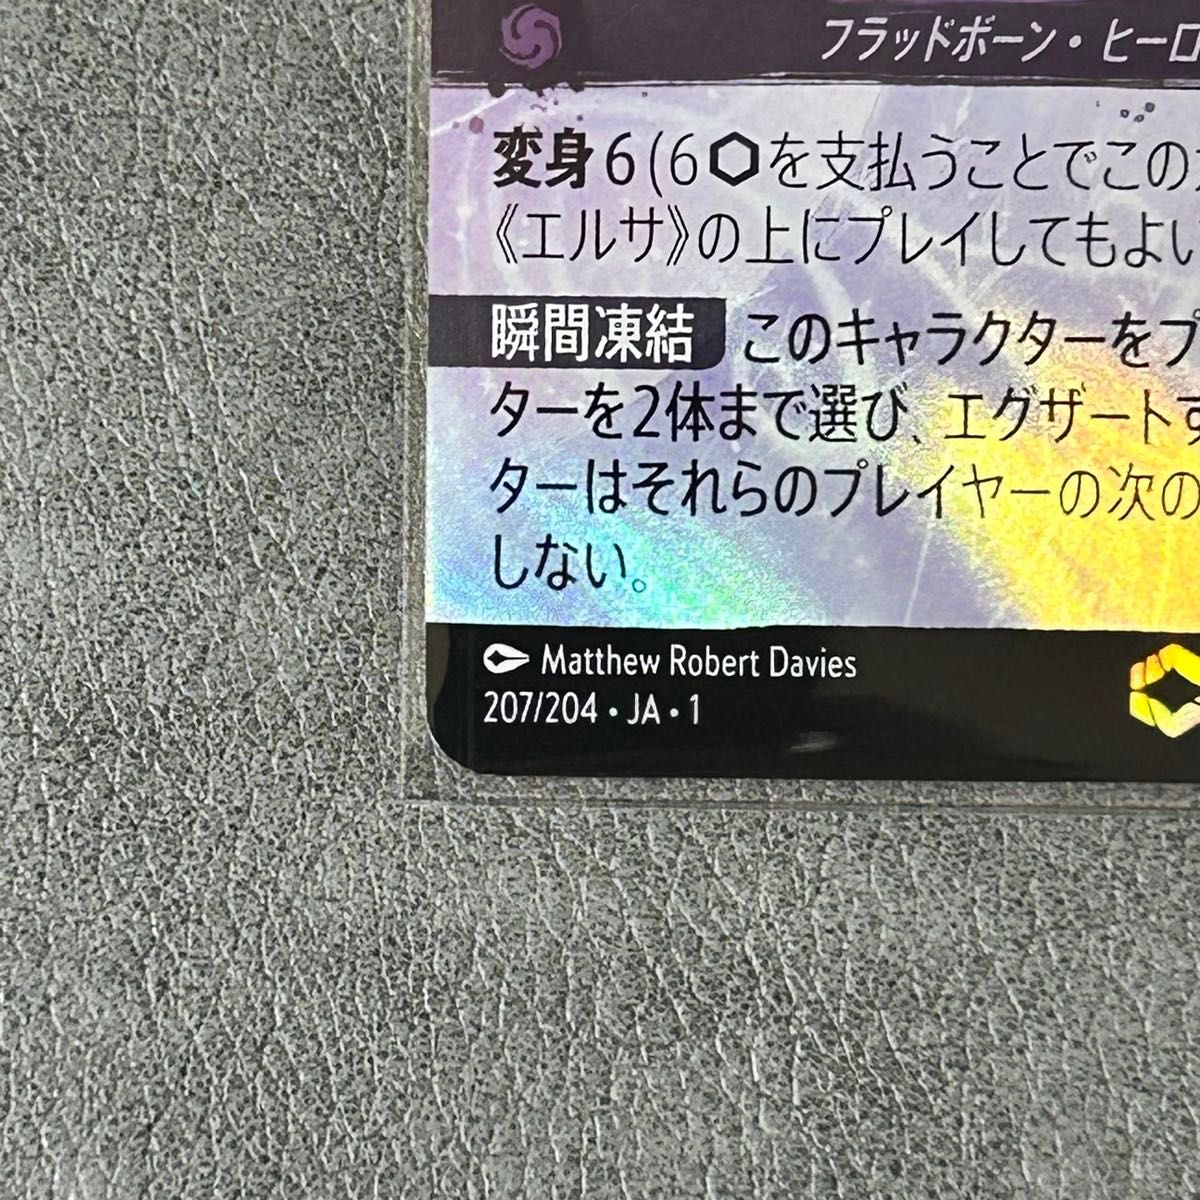 フラッドボーン・ヒーロ
変身6(6⬡を支払うことでこの
《エルサ》の上にプレイしてもよい
瞬間凍結 このキャラクターをプ
ターを2体まで選び、エグザートす
ターはそれらのプレイヤーの次の
しない。
Matthew Robert Davies
207/204・JA・1